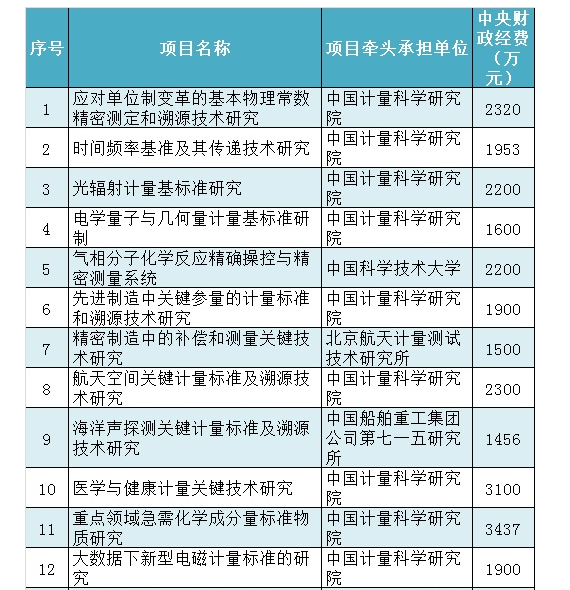 序号 项目名称 项目牵头承担单位 中央财
政经费
（万
元）
1 应对单位制变革的基本物理常数 中国计量科学研究 2320
精密测定和溯源技术研究 院
2 时间频率基准及其传递技术研究 中国计量科学研究 1953
院
3 光辐射计量基标准研究 中国计量科学研究 2200
院
4 电学量子与几何量计量基标准研 中国计量科学研究 1600
制 院
5 气相分子化学反应精确操控与精 中国科学技术大学 2200
密测量系统
6 先进制造中关键参量的计量标准 中国计量科学研究 1900
和溯源技术研究 院
7 精密制造中的补偿和测量关键技 北京航天计量测试 1500
术研究 技术研究所
8 航天空间关键计量标准及溯源技 中国计量科学研究 2300
术研究 院
9 海洋声探测关键计量标准及溯源 中国船舶重工集团 1456
技术研究 公司第七一五研究
所
10 医学与健康计量关键技术研究 中国计量科学研究 3100
院
11 重点领域急需化学成分量标准物 中国计量科学研究 3437
质研究 院
12 大数据下新型电磁计量标准的研 中国计量科学研究 1900
究 院